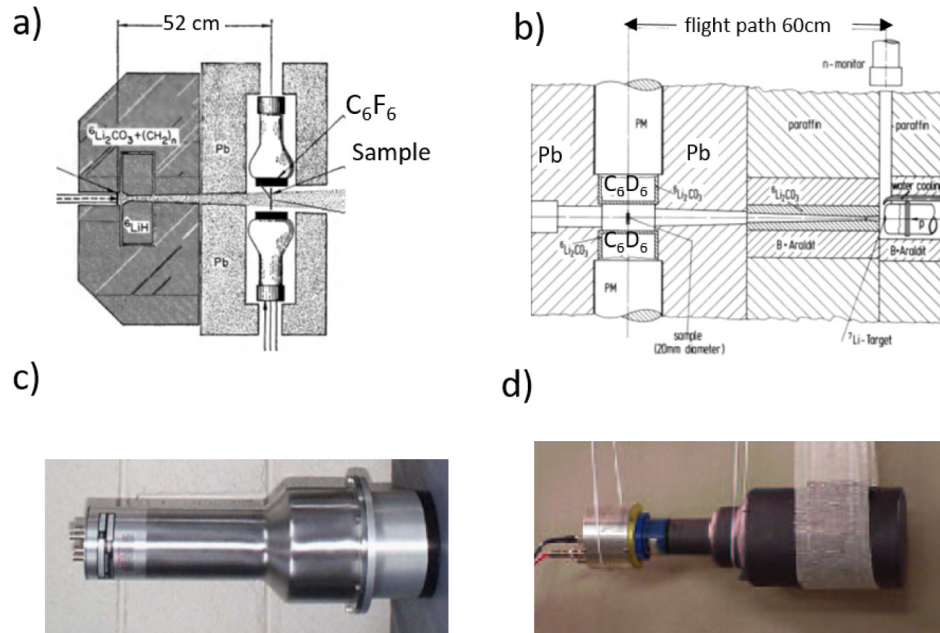 a)
52 cm
C₆F₆
⁶Li₂CO₃+(CH₂)n
Pb
Sample
⁶LiH
Pb
b)
flight path 60cm
n-monitor
PM
paraffin
paraffin
Pb
Pb
water cooling
C₆D₆
⁶Li₂CO₃
⁶Li₂CO₃
p
C₆D₆
⁶Li₂CO₃
B+Araldit
B+Araldit
PM
sample
(20mm diameter)
⁷Li-Target
c)
d)